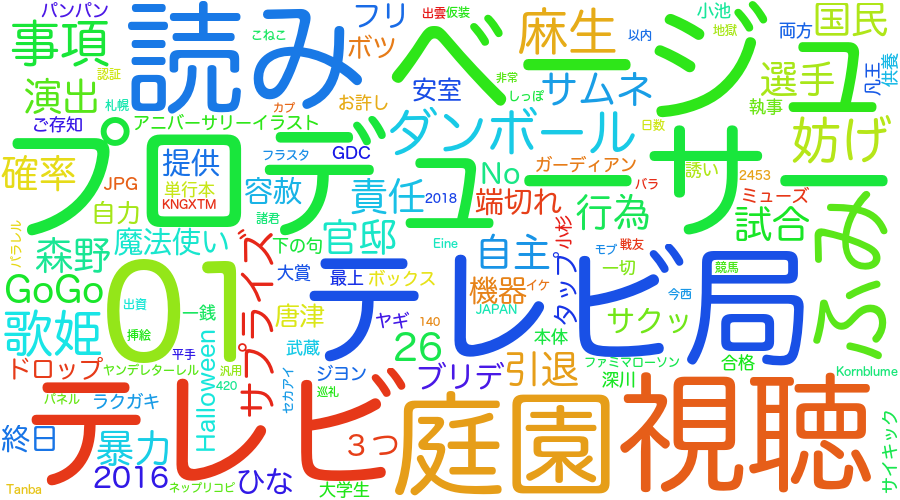 パンパン
フリ
出雲
仮装
小池
国民
事項
読み
ベージュ
こねこ
ボツ
麻生
地獄
両方
以内
認証
非常
サムネ
選手
凡王
供養
演出
札幌
カブ
お許し
安室
しっぽ
執事
ご存知
アニバーサリーイラスト
ダンボール
日数
妨げ
プロデューサー
確率
提供
フラスタ
GDC
No
ガーディアン
誘い
2453
JPG
単行本
容赦
責任
2018
端切れ
バラ
ミューズ
KNGXTM
自力
諸君
行為
試合
ふみ
パラレル
森野
魔法使い
下の句
官邸
Eine
自主
小杉
モブ
戦友
サプライズ
大賞
最上
ボックス
機器
イケ
タップ
一切
競馬
GoGo
01
テレビ局
出資
一銭
唐津
ヤギ
140
JAPAN
サクッ
今西
歌姫
挿絵
平手
武蔵
26
本体
ファミマローソン
合格
ドロップ
ヤンデレターレル
汎用
420
Halloween
セカアイ
ジヨン
巡礼
ブリデ
引退
深川
Kornblume
パネル
ラクガキ
テレビ
庭園
視聴
終日
暴力
3つ
2016
ひな
サイキック
Tanba
ネップリコピ
大学生